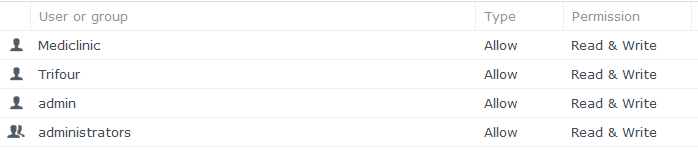 User or group Type Permission
Mediclinic Allow Read & Write
Trifour Allow Read & Write
admin Allow Read & Write
administrators Allow Read & Write